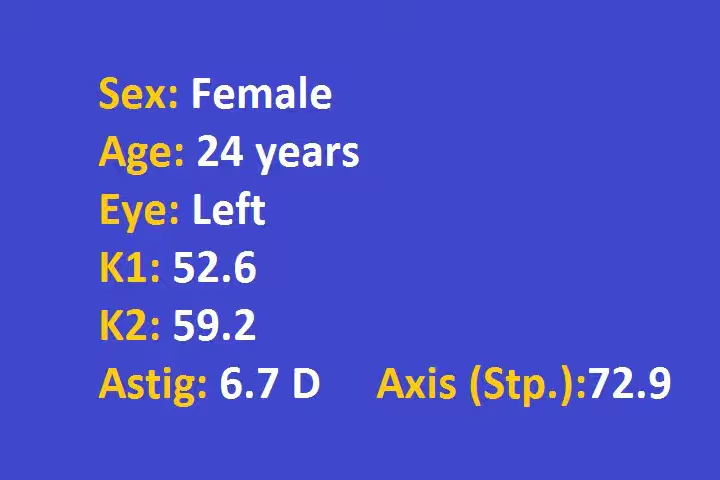 Sex: Female
Age: 24 years
Eye: Left
K1: 52.6
K2: 59.2
Astig: 6.7 D Axis (Stp.):72.9